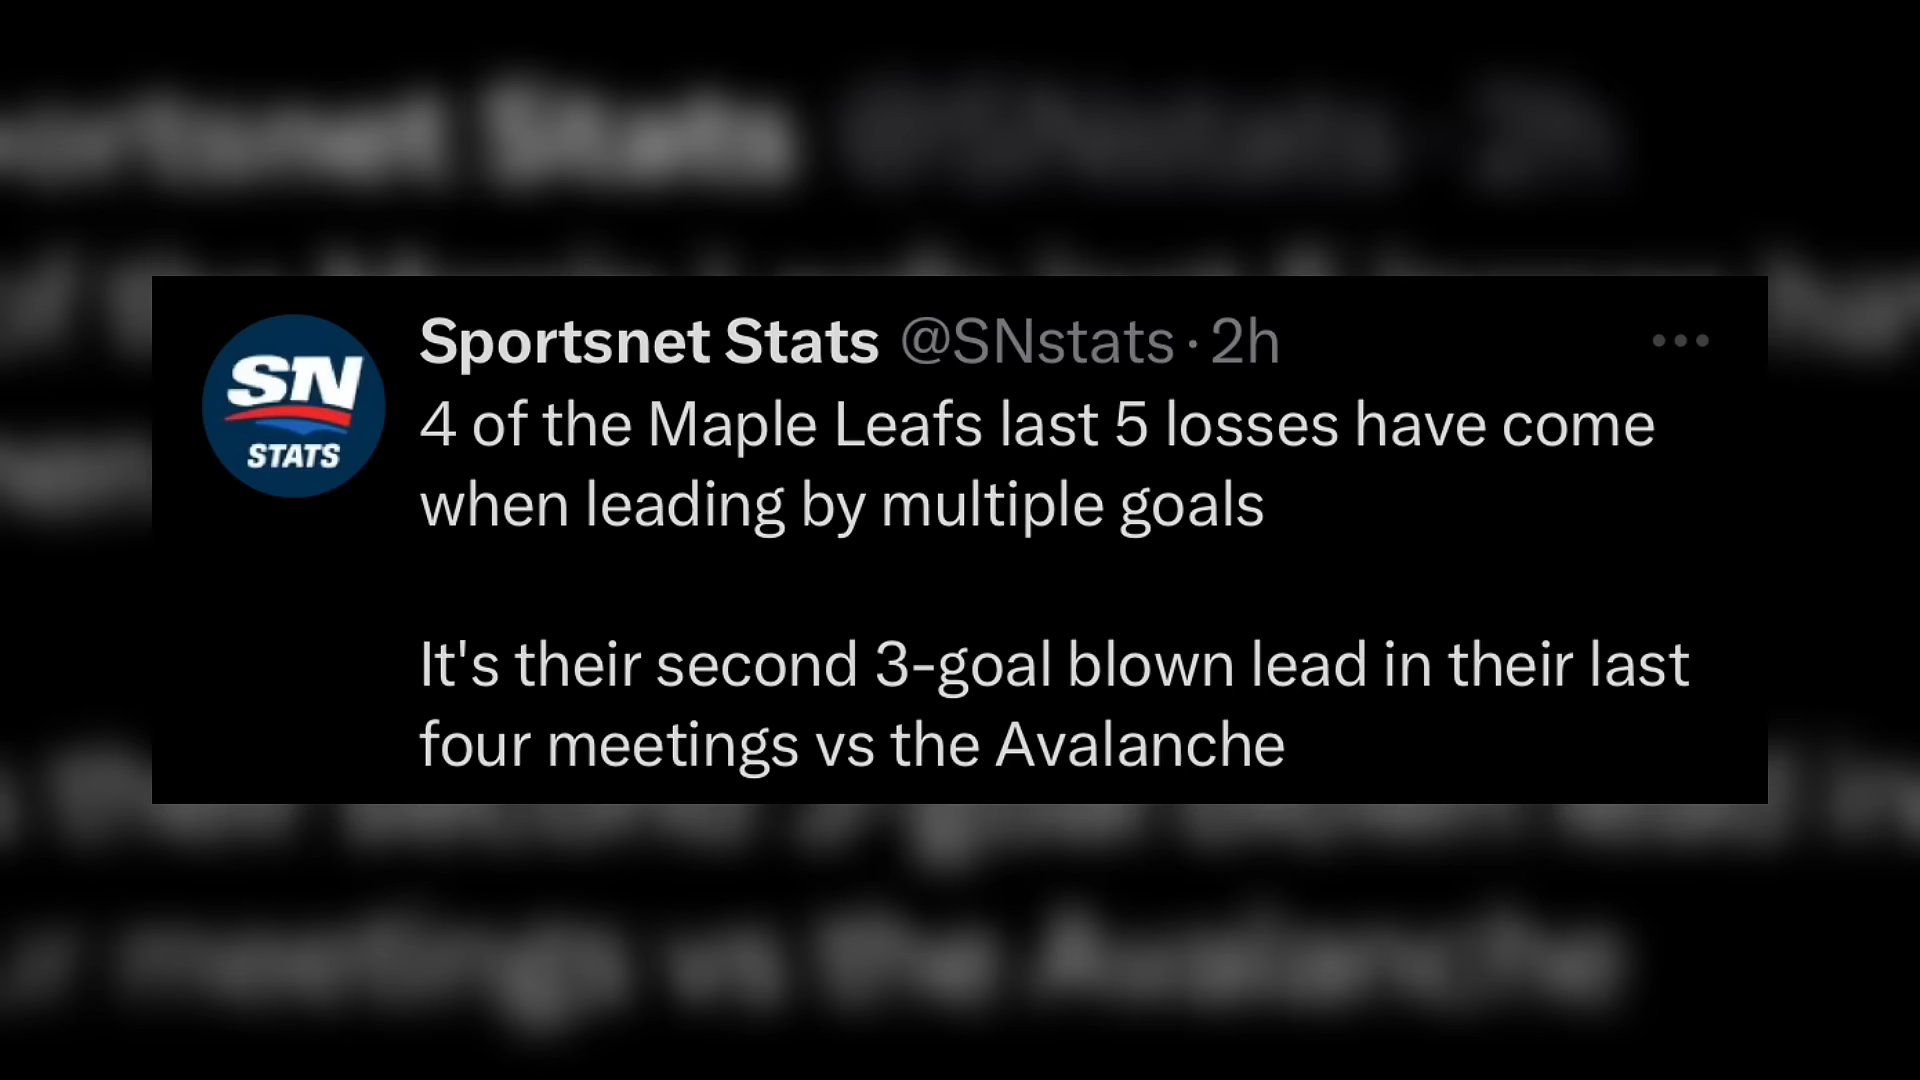 SN
STATS
Sportsnet Stats @SNstats · 2h
4 of the Maple Leafs last 5 losses have come
when leading by multiple goals
It's their second 3-goal blown lead in their last
four meetings vs the Avalanche